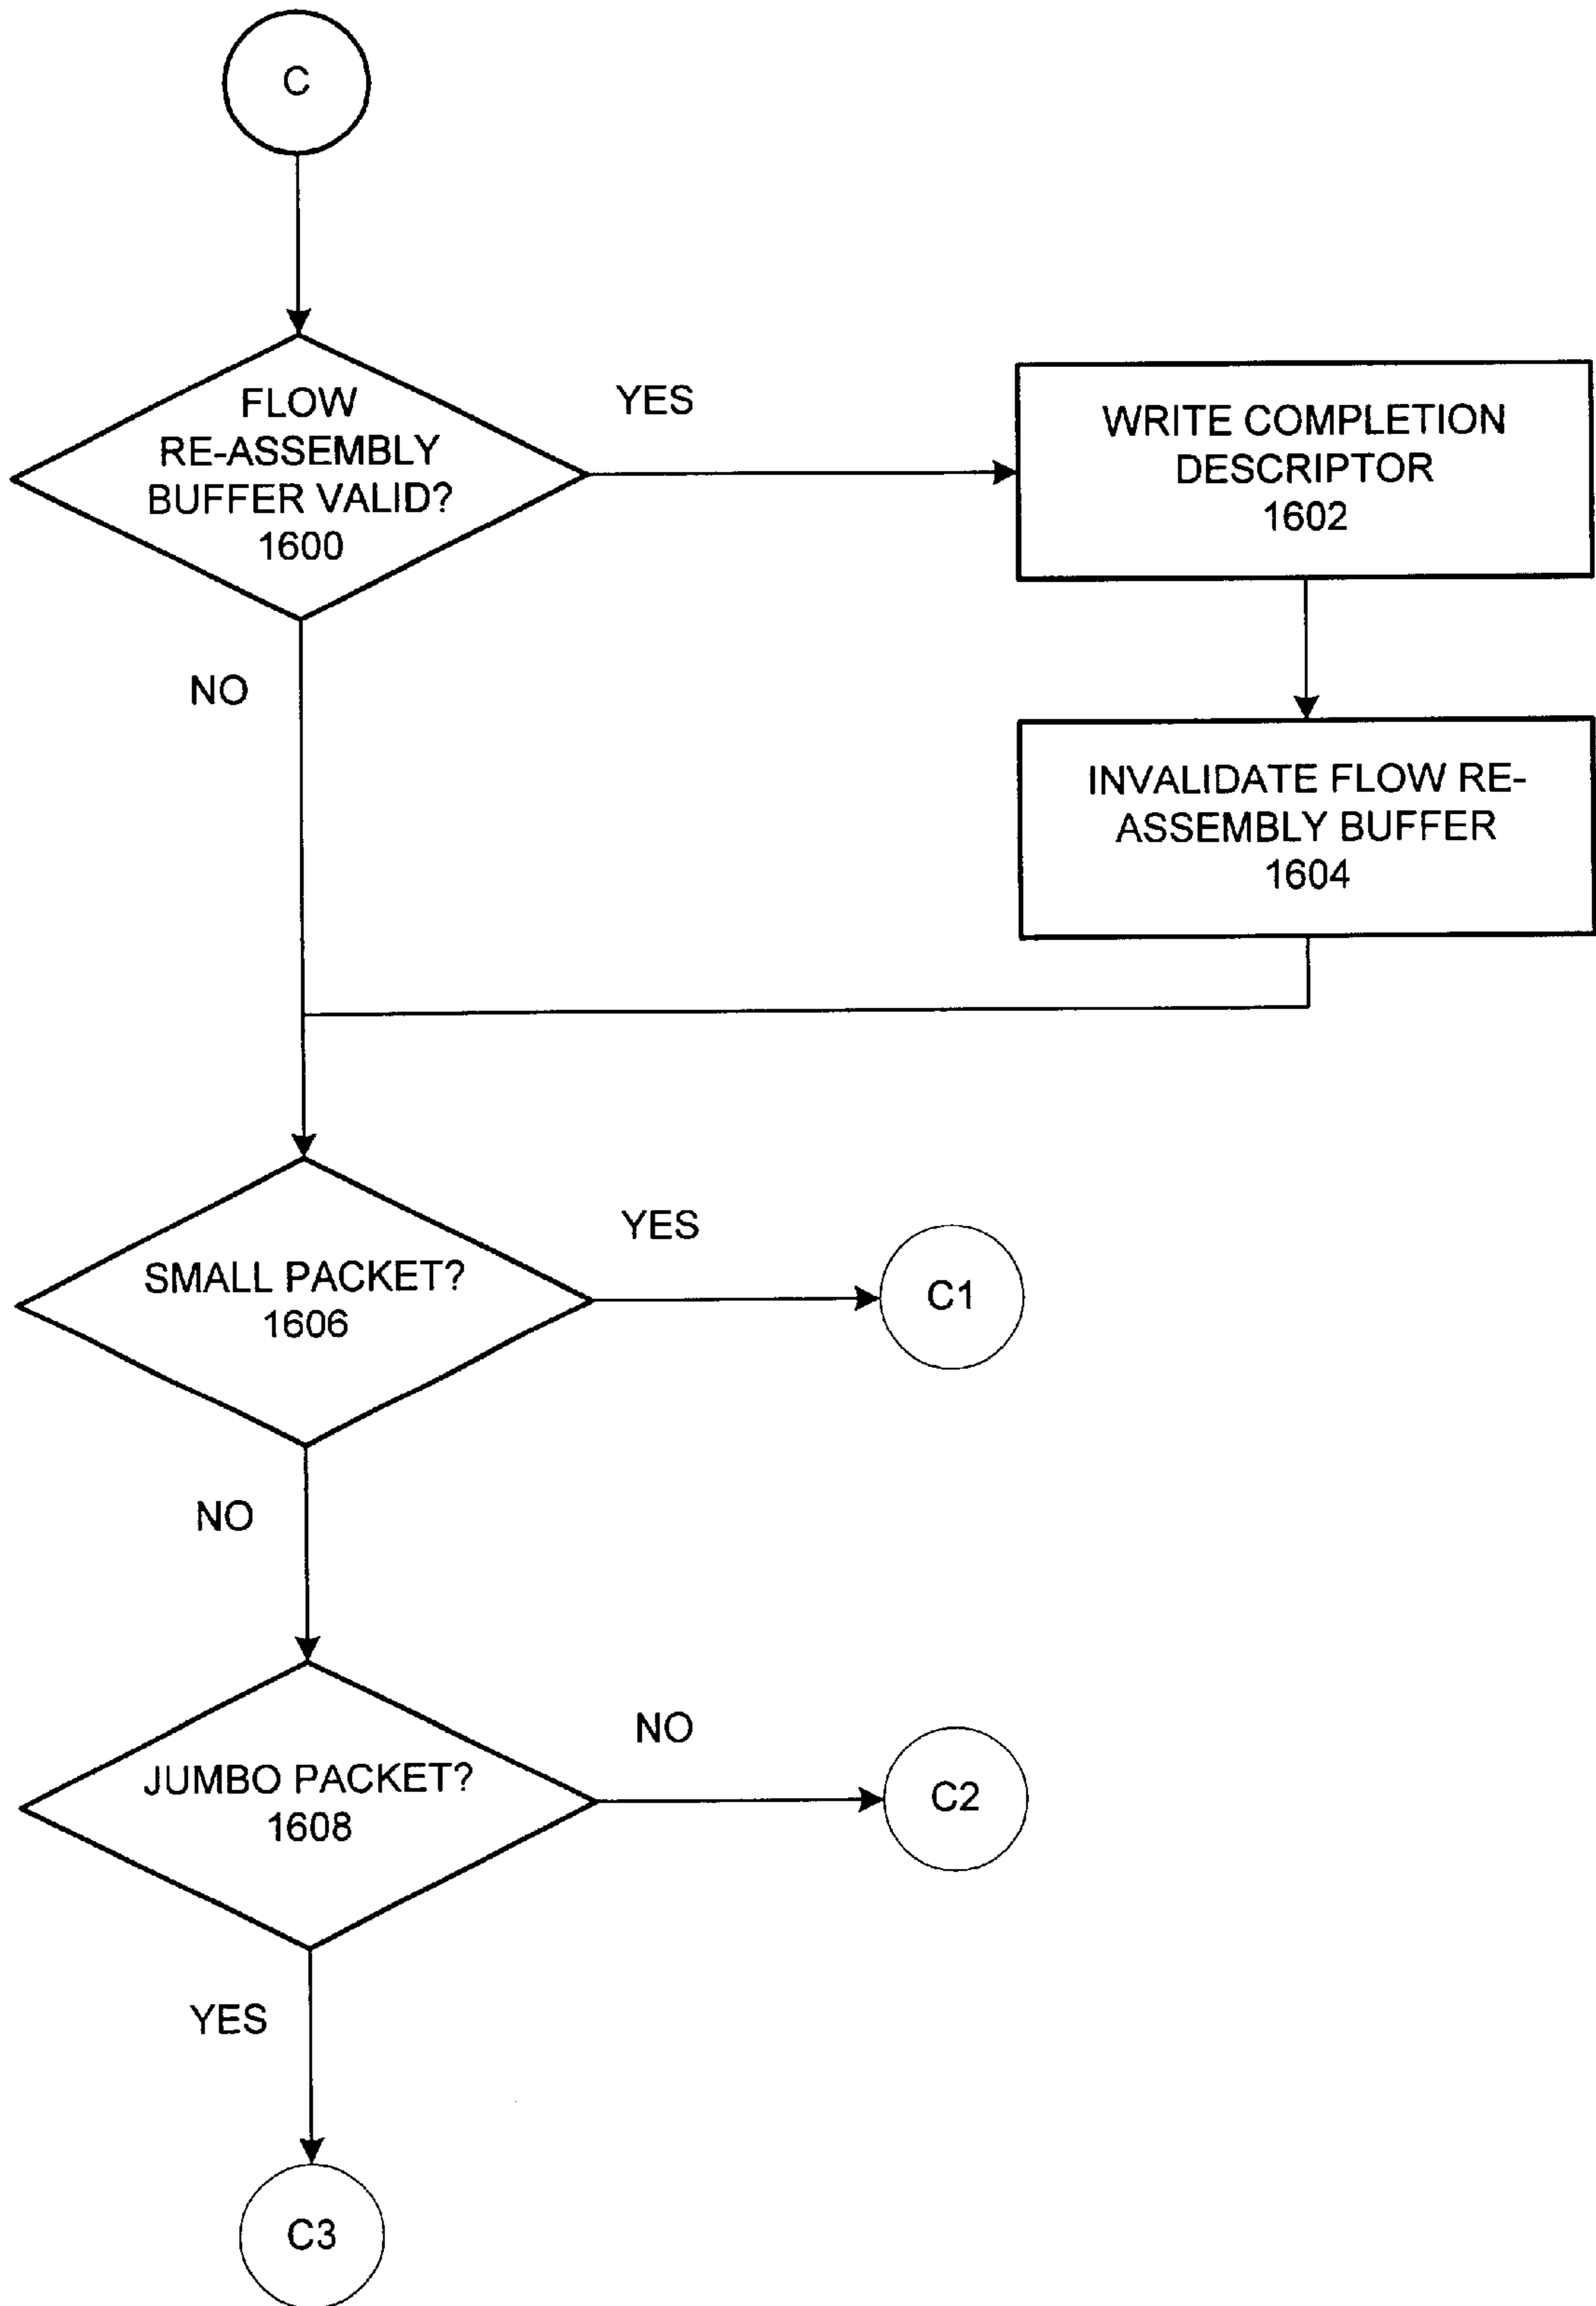 C
FLOW
RE-ASSEMBLY
BUFFER VALID?
1600
YES
WRITE COMPLETION
DESCRIPTOR
1602
NO
INVALIDATE FLOW RE-
ASSEMBLY BUFFER
1604
SMALL PACKET?
1606
YES
C1
NO
JUMBO PACKET?
1608
NO
C2
YES
C3